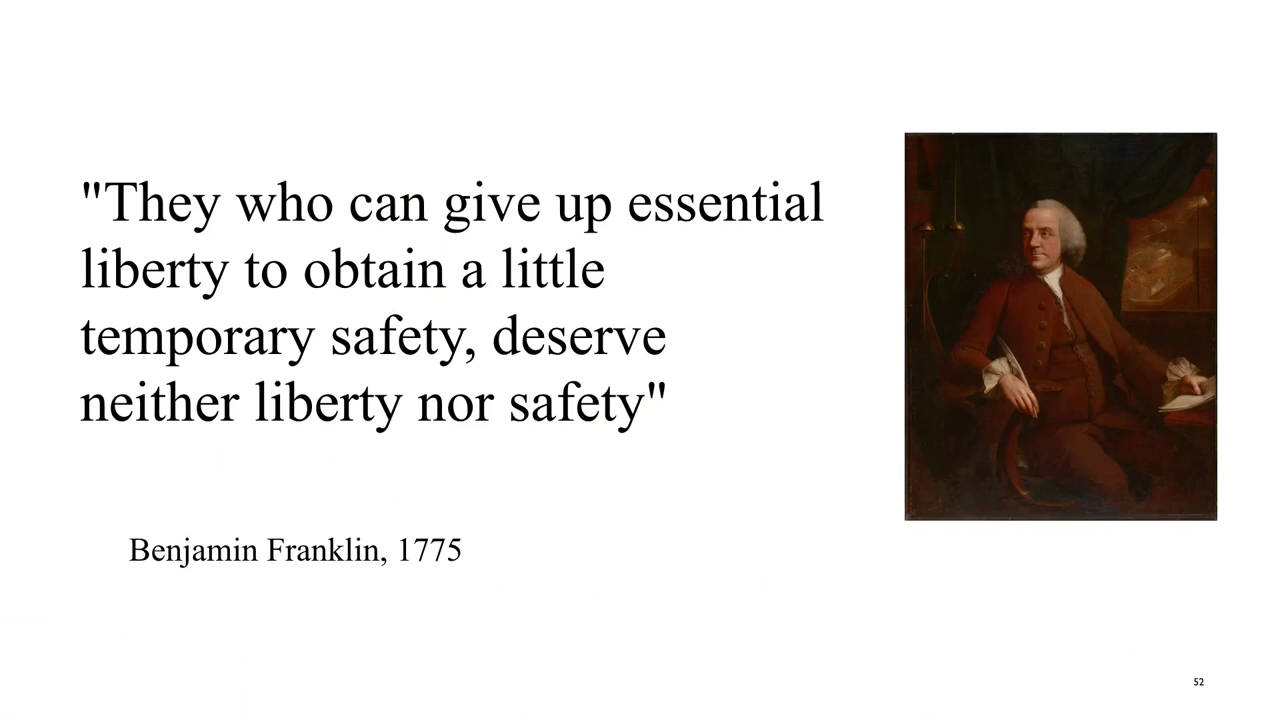 "They who can give up essential
liberty to obtain a little
temporary safety, deserve
neither liberty nor safety"
Benjamin Franklin, 1775
52